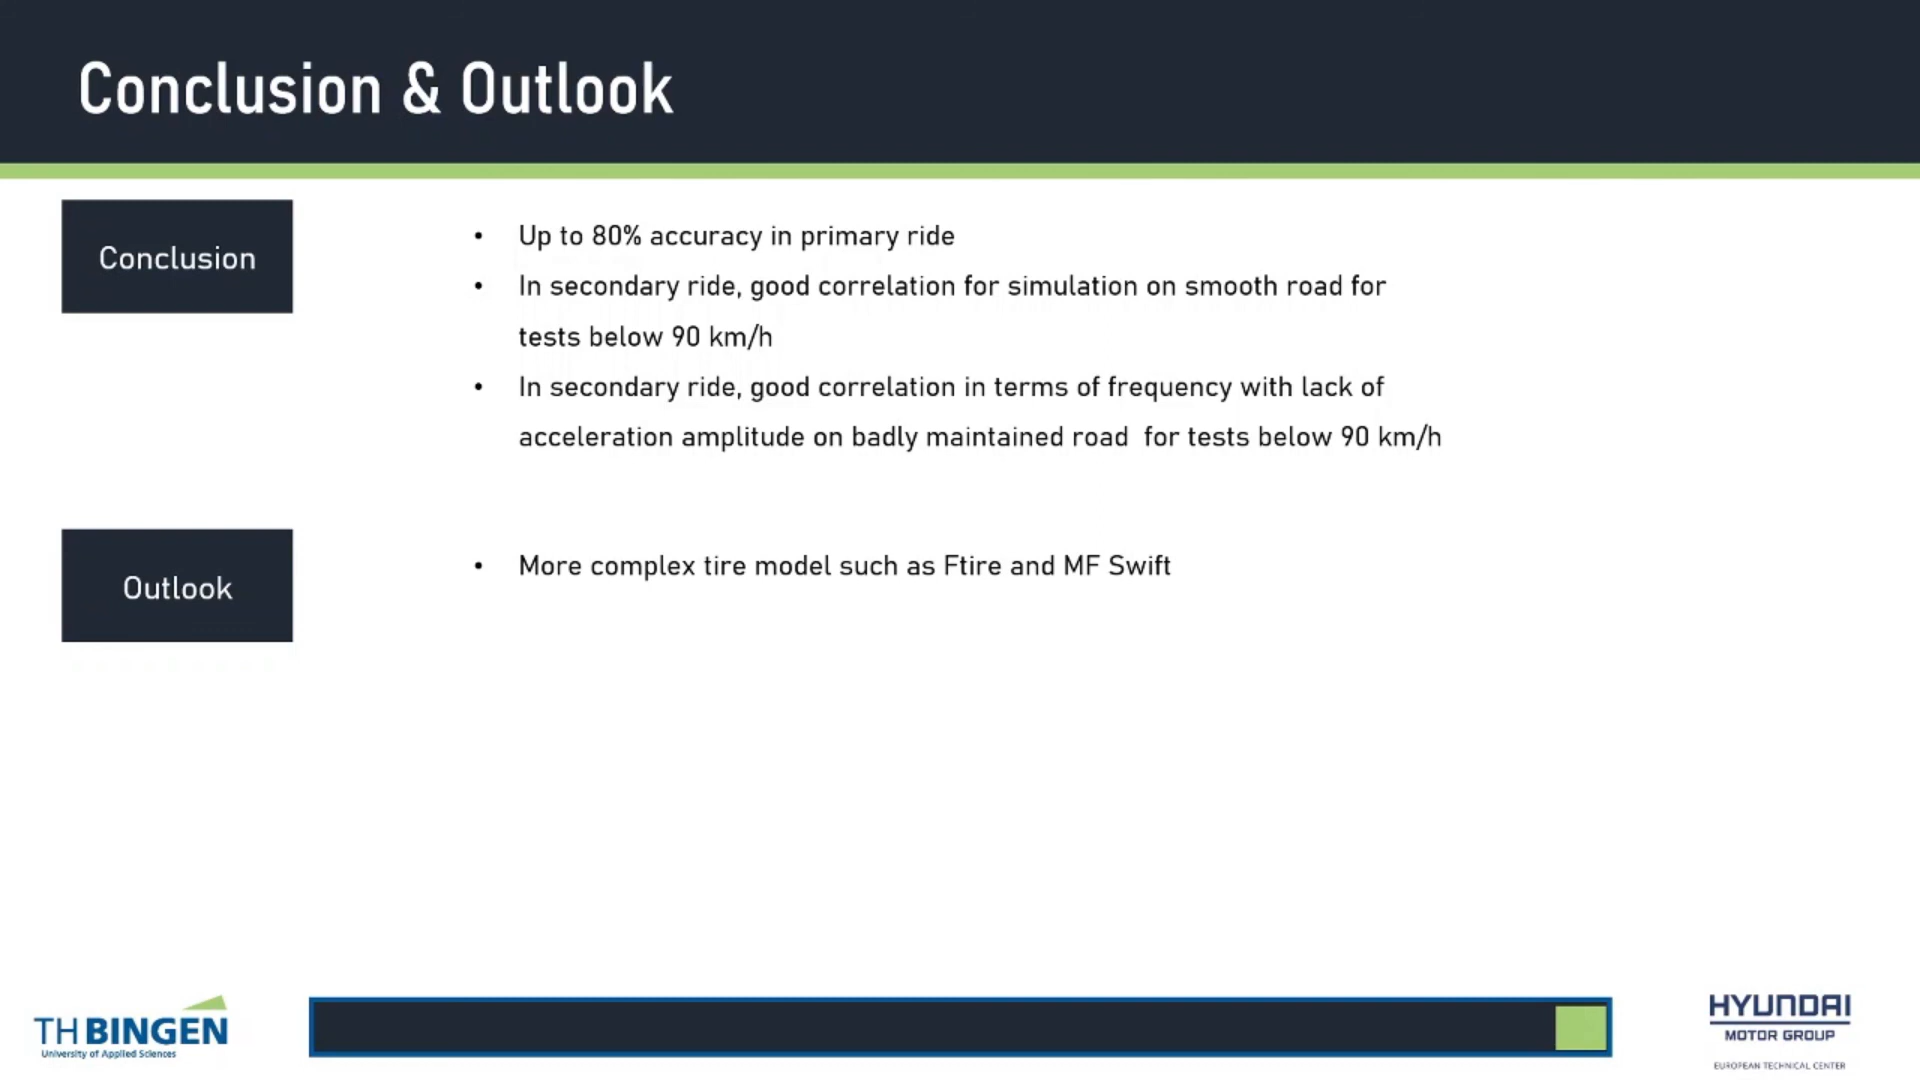 Conclusion & Outlook
Conclusion
• Up to 80% accuracy in primary ride
• In secondary ride, good correlation for simulation on smooth road for
tests below 90 km/h
• In secondary ride, good correlation in terms of frequency with lack of
acceleration amplitude on badly maintained road  for tests below 90 km/h
Outlook
• More complex tire model such as Ftire and MF Swift
TH BINGEN
University of Applied Sciences
HYUNDAI
MOTOR GROUP
EUROPEAN TECHNICAL CENTER